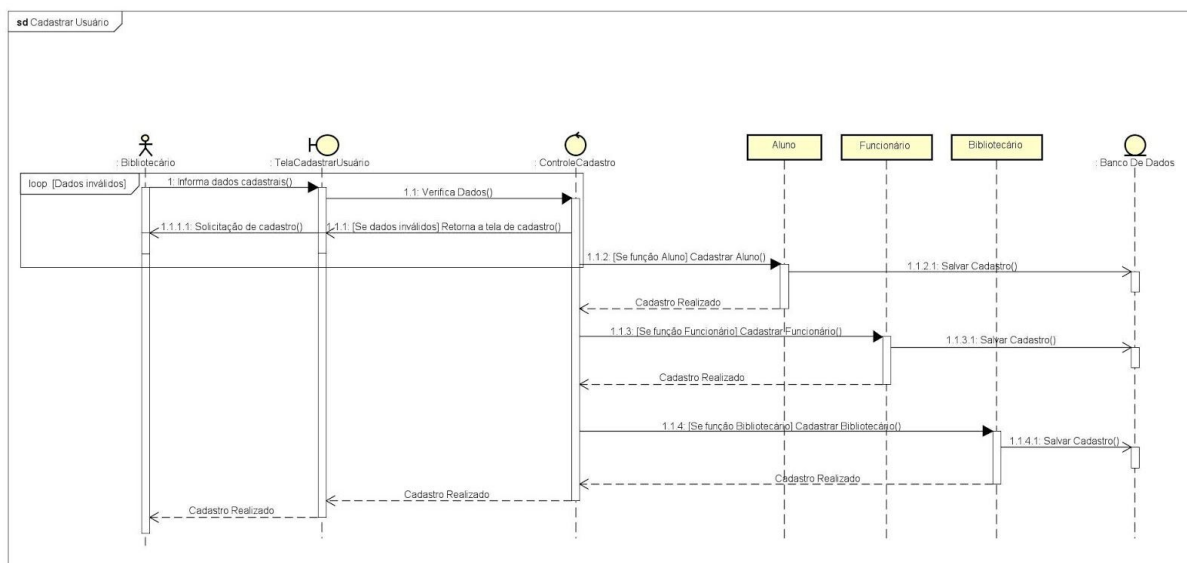 sd Cadastrar Usuário
: Bibliotecário
: TelaCadastrarUsuário
: ControleCadastro
Aluno
Funcionário
Bibliotecário
: Banco De Dados
loop [Dados inválidos]
1: Informa dados cadastrais()
1.1: Verifica Dados()
1.1.1.1: Solicitação de cadastro()
1.1.1: [Se dados inválidos] Retorna a tela de cadastro()
1.1.2: [Se função Aluno] Cadastrar Aluno()
1.1.2.1: Salvar Cadastro()
Cadastro Realizado
1.1.3: [Se função Funcionário] Cadastrar Funcionário()
1.1.3.1: Salvar Cadastro()
Cadastro Realizado
1.1.4: [Se função Bibliotecário] Cadastrar Bibliotecário()
1.1.4.1: Salvar Cadastro()
Cadastro Realizado
Cadastro Realizado
Cadastro Realizado